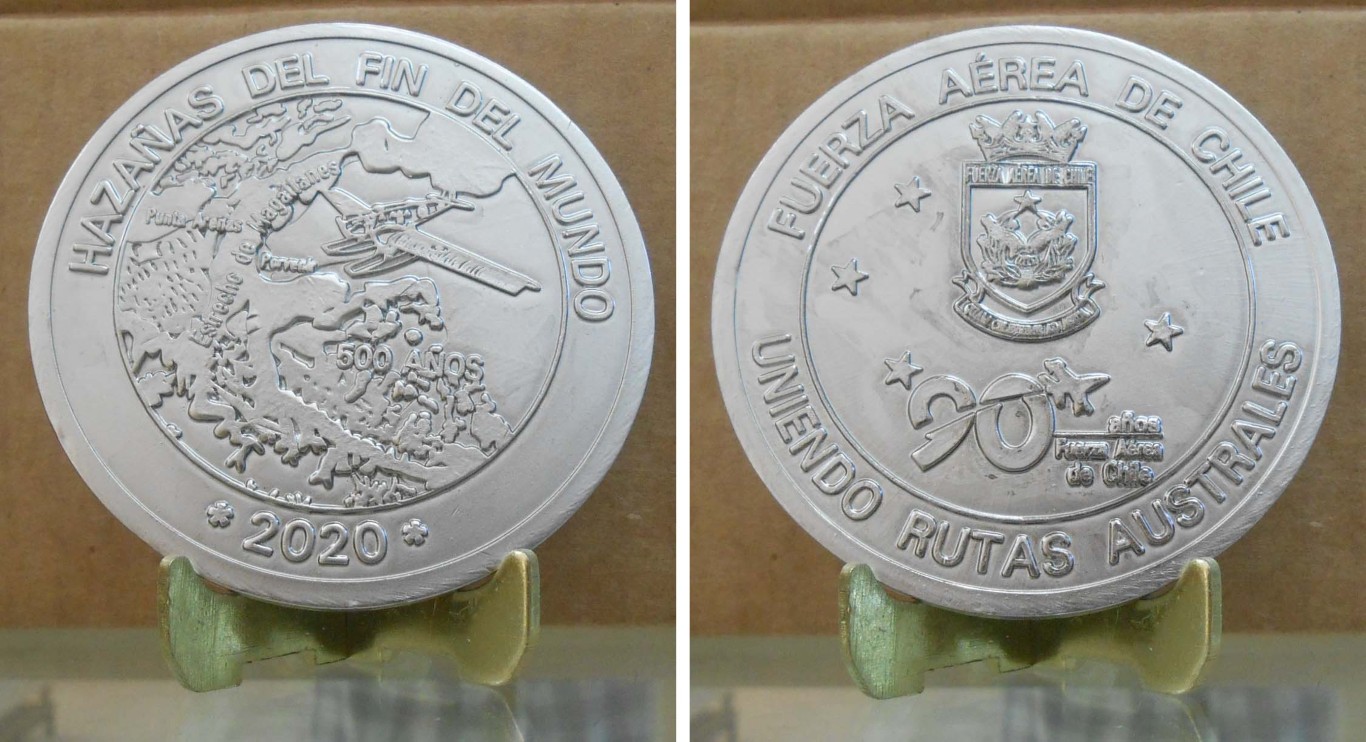 HAZAÑAS DEL FIN DEL MUNDO
Punta Arenas
Estrecho de Magallanes
Porvenir
500 AÑOS
2020
FUERZA AÉREA DE CHILE
FUERZA AÉREA DE CHILE
90
años
Fuerza Aérea
de Chile
UNIENDO RUTAS AUSTRALES